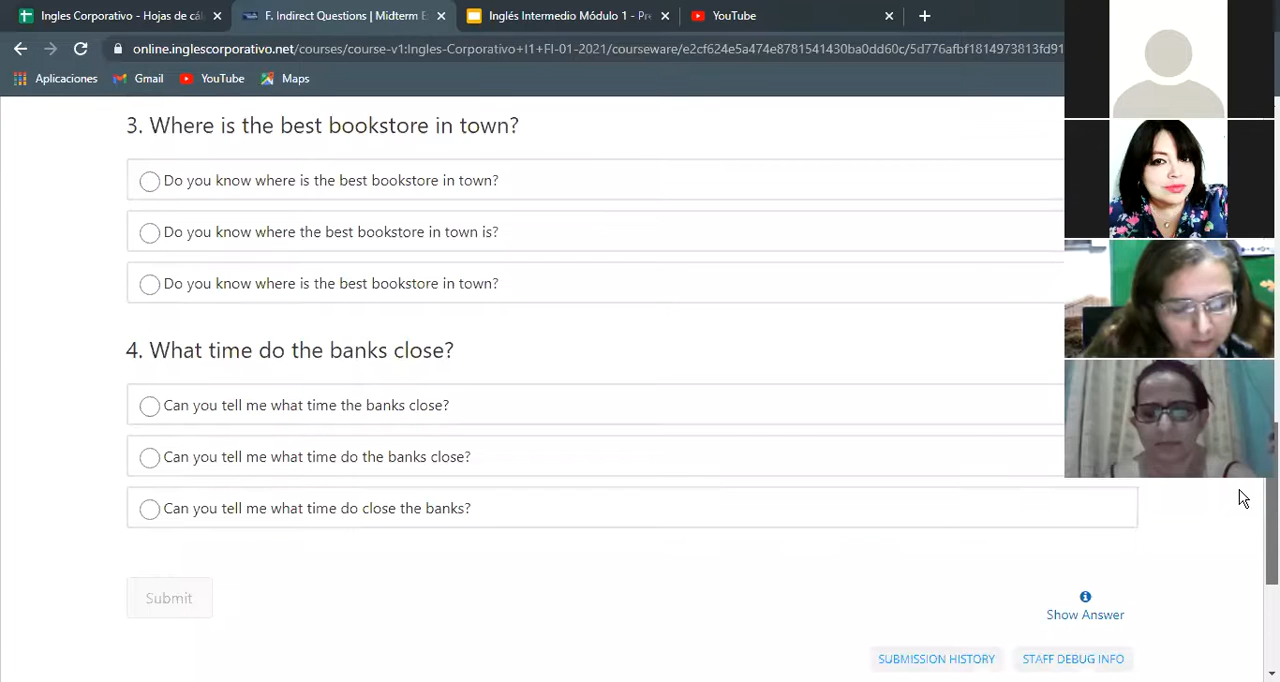 Ingles Corporativo - Hojas de cál
F. Indirect Questions | Midterm E
Inglés Intermedio Módulo 1 - Pre
YouTube
online.inglescorporativo.net/courses/course-v1:Ingles-Corporativo+I1+FI-01-2021/courseware/e2cf624e5a474e8781541430ba0dd60c/5d776afbf1814973813fd91
Aplicaciones
Gmail
YouTube
Maps
3. Where is the best bookstore in town?
Do you know where is the best bookstore in town?
Do you know where the best bookstore in town is?
Do you know where is the best bookstore in town?
4. What time do the banks close?
Can you tell me what time the banks close?
Can you tell me what time do the banks close?
Can you tell me what time do close the banks?
Submit
Show Answer
SUBMISSION HISTORY
STAFF DEBUG INFO